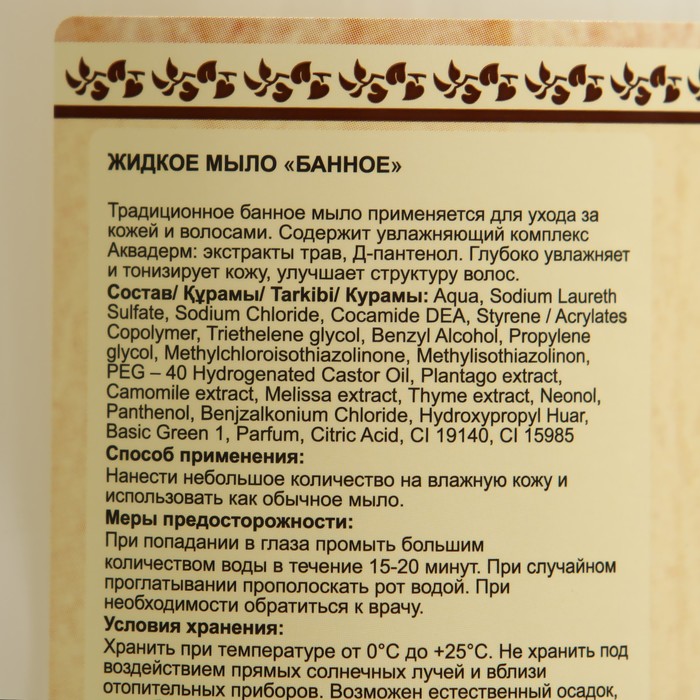 ЖИДКОЕ МЫЛО «БАННОЕ»
Традиционное банное мыло применяется для ухода за
кожей и волосами. Содержит увлажняющий комплекс
Аквадерм: экстракты трав, Д-пантенол. Глубоко увлажняет
и тонизирует кожу, улучшает структуру волос.
Состав/ Құрамы/ Tarkibi/ Курамы: Aqua, Sodium Laureth
Sulfate, Sodium Chloride, Cocamide DEA, Styrene / Acrylates
Copolymer, Triethelene glycol, Benzyl Alcohol, Propylene
glycol, Methylchloroisothiazolinone, Methylisothiazolinon,
PEG – 40 Hydrogenated Castor Oil, Plantago extract,
Camomile extract, Melissa extract, Thyme extract, Neonol,
Panthenol, Benjzalkonium Chloride, Hydroxypropyl Huar,
Basic Green 1, Parfum, Citric Acid, CI 19140, CI 15985
Способ применения:
Нанести небольшое количество на влажную кожу и
использовать как обычное мыло.
Меры предосторожности:
При попадании в глаза промыть большим
количеством воды в течение 15-20 минут. При случайном
проглатывании прополоскать рот водой. При
необходимости обратиться к врачу.
Условия хранения:
Хранить при температуре от 0°C до +25°C. Не хранить под
воздействием прямых солнечных лучей и вблизи
отопительных приборов. Возможен естественный осадок,